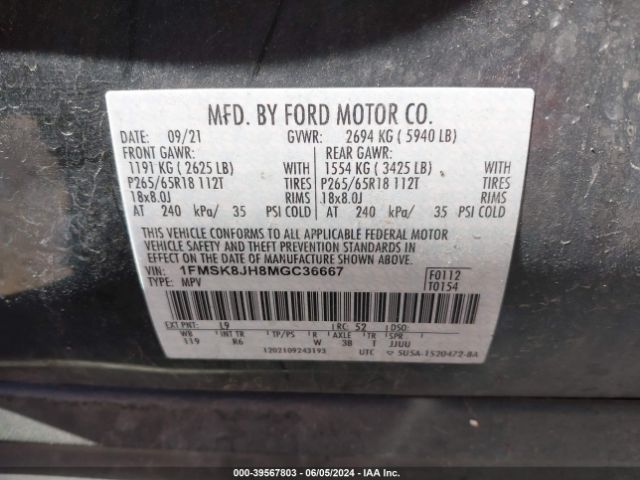 MFD. BY FORD MOTOR CO.
DATE: 09/21 GVWR: 2694 KG ( 5940 LB)
FRONT GAWR: REAR GAWR:
1191 KG ( 2625 LB) WITH 1554 KG ( 3425 LB) WITH
P265/65R18 112T TIRES P265/65R18 112T TIRES
18x8.0J RIMS 18x8.0J RIMS
AT 240 kPa/ 35 PSI COLD AT 240 kPa/ 35 PSI COLD
THIS VEHICLE CONFORMS TO ALL APPLICABLE FEDERAL MOTOR
VEHICLE SAFETY AND THEFT PREVENTION STANDARDS IN
EFFECT ON THE DATE OF MANUFACTURE SHOWN ABOVE.
VIN: 1FMSK8JH8MGC36667 F0112
TYPE: MPV T0154
EXT PNT: L9 RC: 52 DSO:
WB INT TR TP/PS R AXLE TR SPR
119 R6 W 3B T JJUU
1202109243193 UTC SU5A-1520472-BA
COPART-No: 39567803 - 06/05/2024 - IAA Inc.